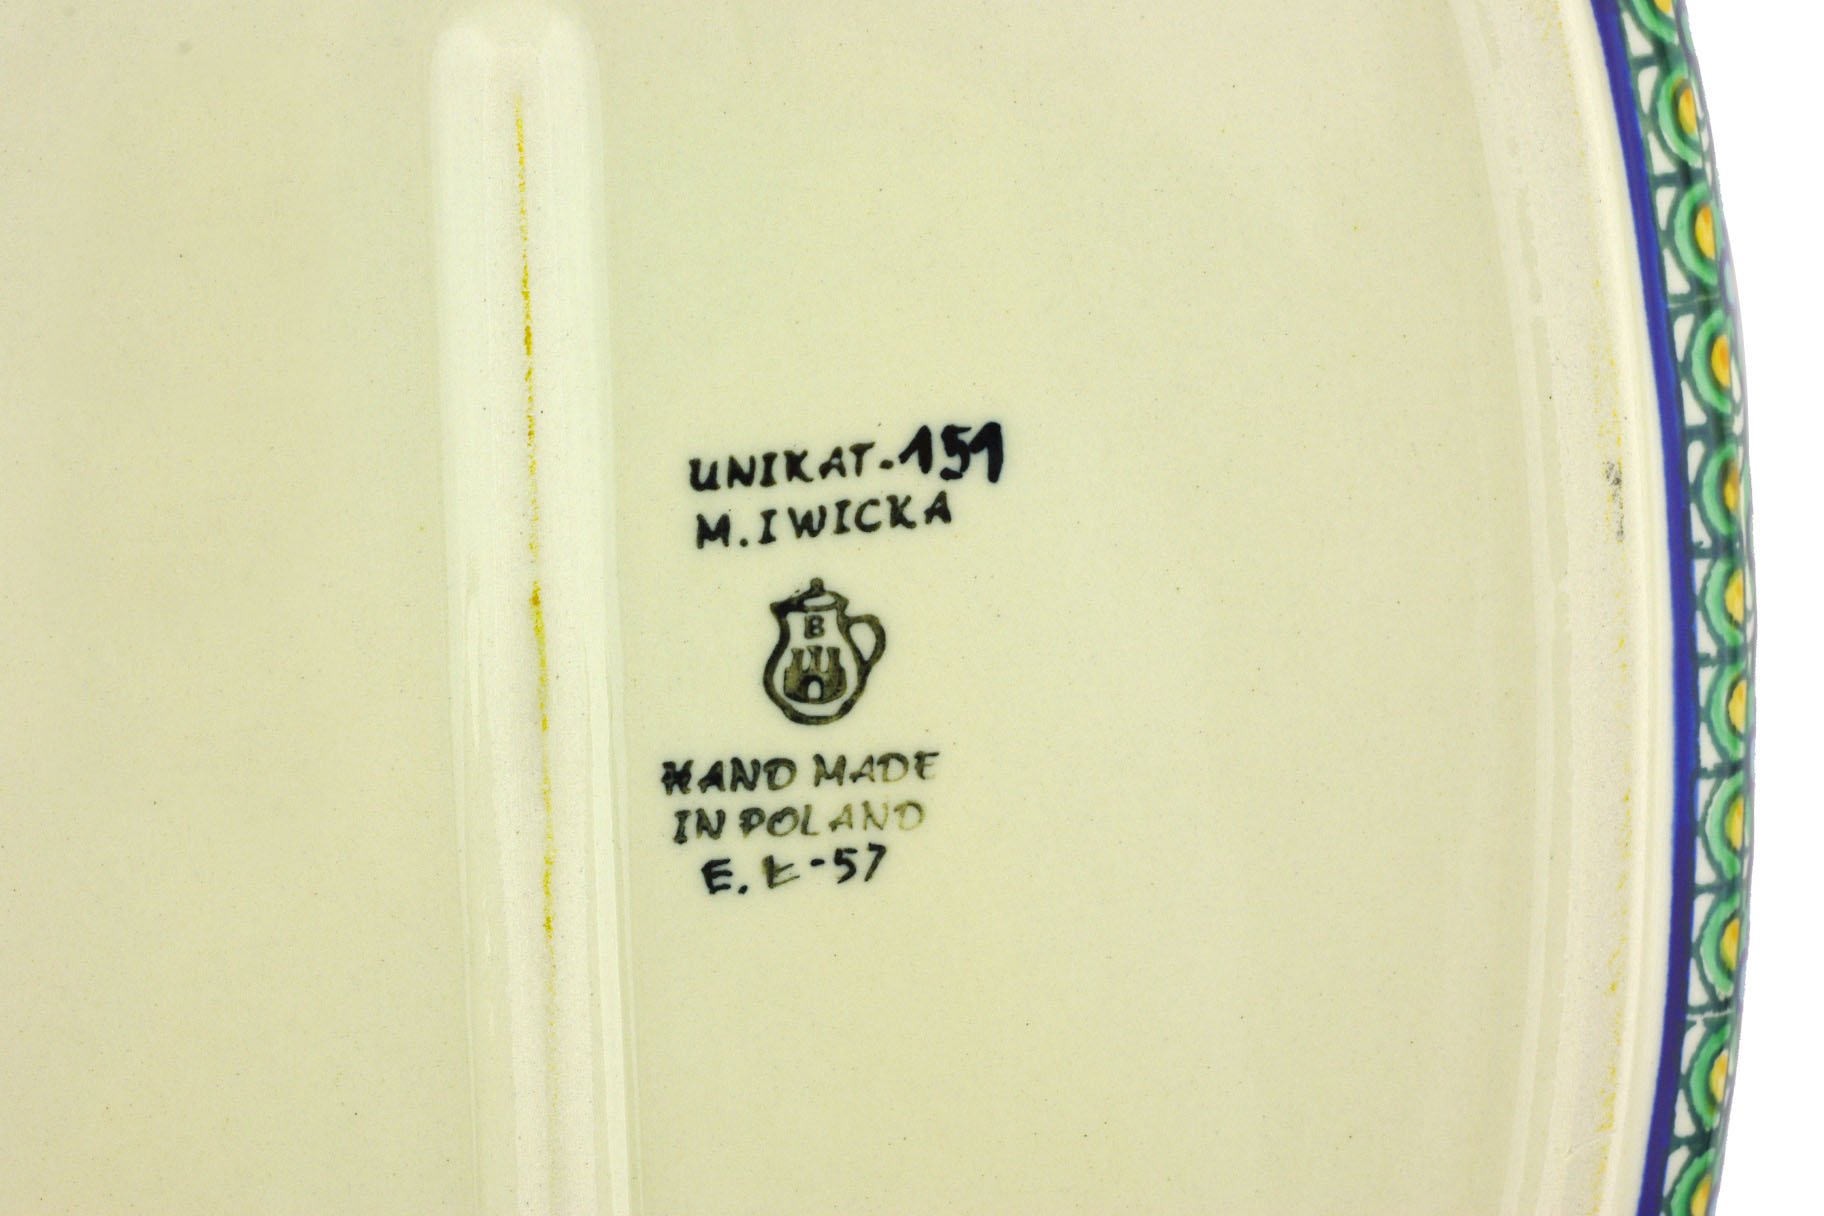 UNIKAT-151
M. IWICKA
B
HAND MADE
IN POLAND
E. Ł-57